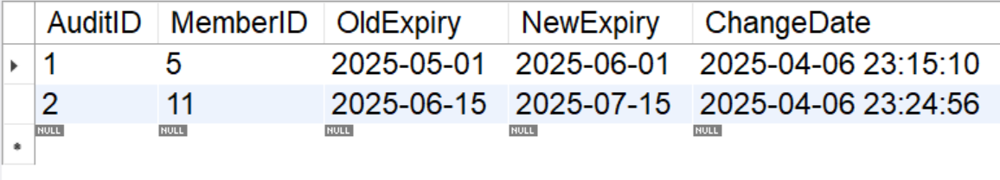 AuditID MemberID OldExpiry NewExpiry ChangeDate
1 5 2025-05-01 2025-06-01 2025-04-06 23:15:10
2 11 2025-06-15 2025-07-15 2025-04-06 23:24:56
NULL NULL NULL NULL NULL